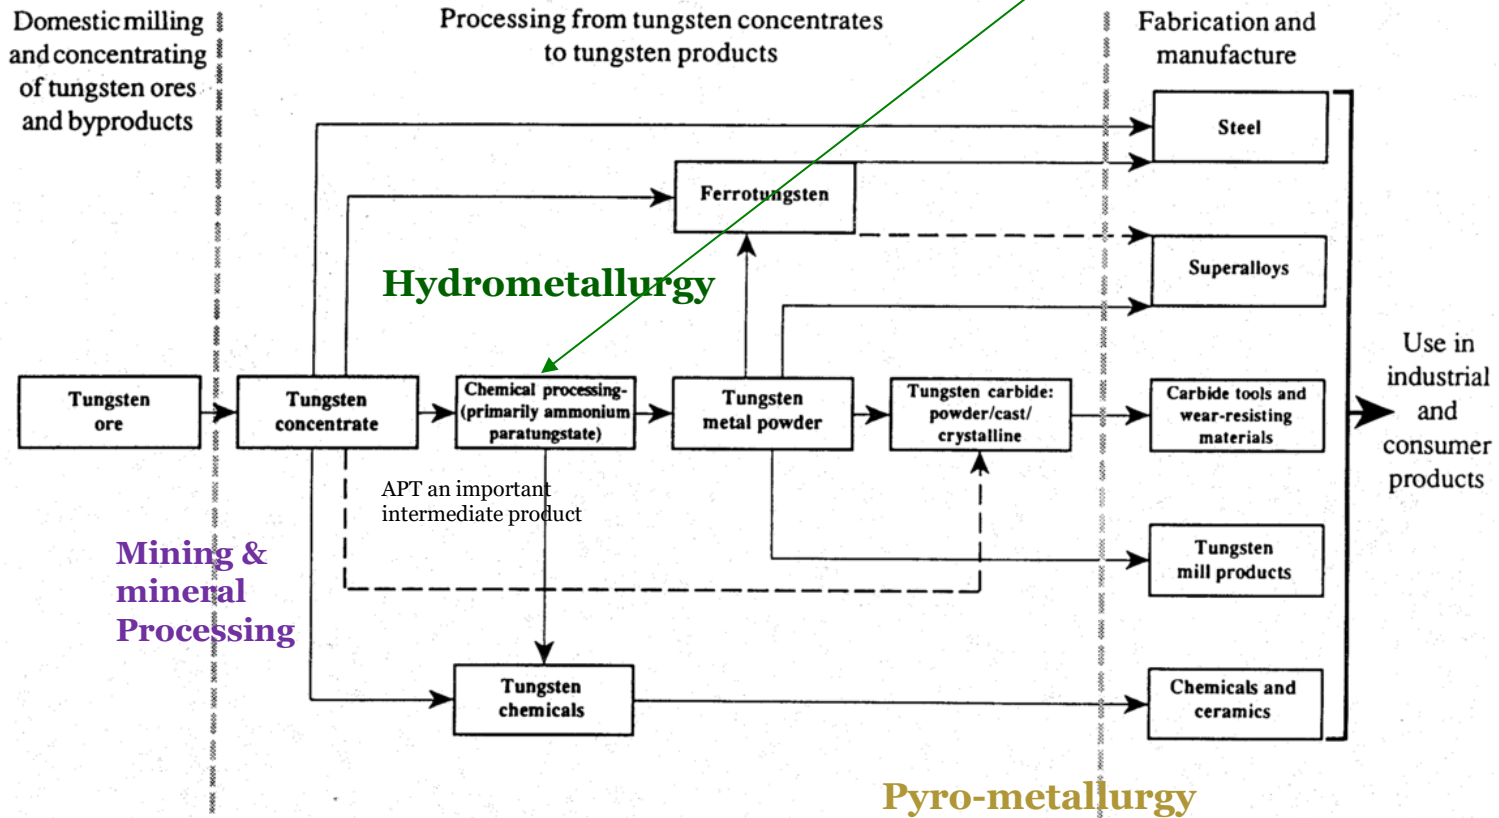 Domestic milling
and concentrating
of tungsten ores
and byproducts
Processing from tungsten concentrates
to tungsten products
Fabrication and
manufacture
Steel
Ferrotungsten
Superalloys
Hydrometallurgy
Tungsten
ore
Tungsten
concentrate
Chemical processing-
(primarily ammonium
paratungstate)
Tungsten
metal powder
Tungsten carbide:
powder/cast/
crystalline
Carbide tools and
wear-resisting
materials
Use in
industrial
and
consumer
products
APT an important
intermediate product
Mining &
mineral
Processing
Tungsten
mill products
Tungsten
chemicals
Chemicals and
ceramics
Pyro-metallurgy